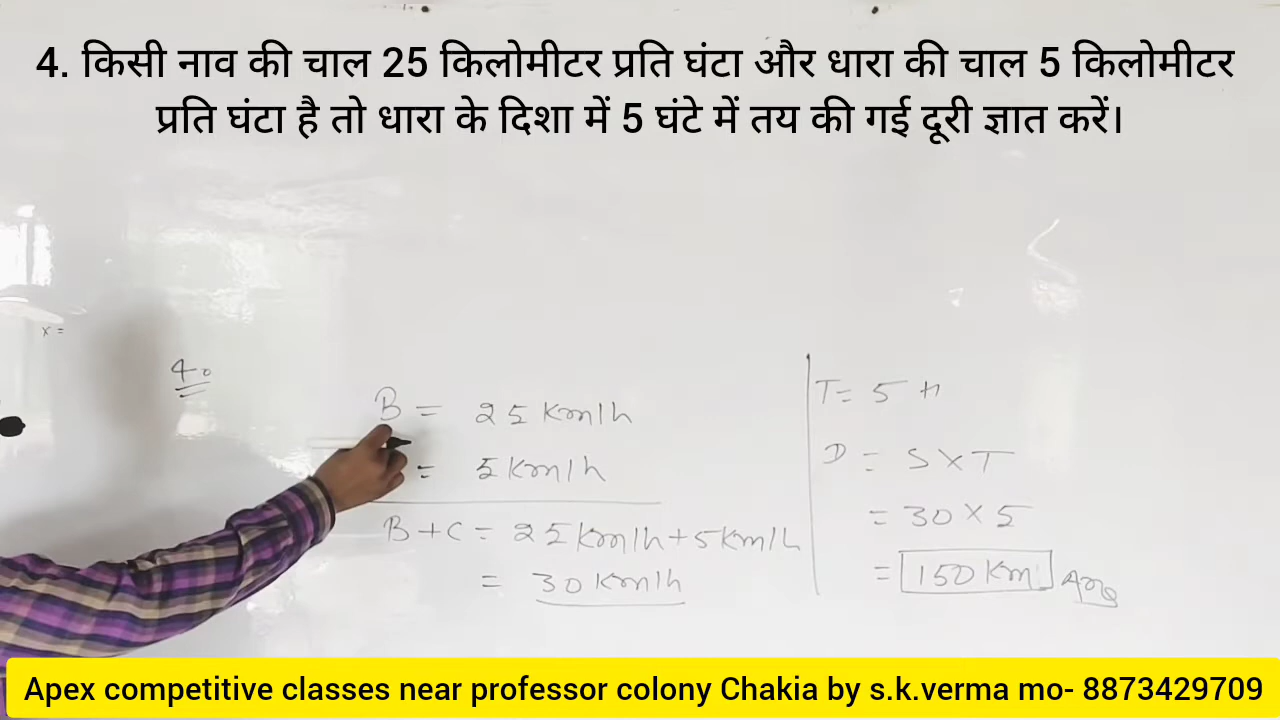 4. किसी नाव की चाल 25 किलोमीटर प्रति घंटा और धारा की चाल 5 किलोमीटर
प्रति घंटा है तो धारा के दिशा में 5 घंटे में तय की गई दूरी ज्ञात करें।
x =
4.
B = 25 Km/h
= 5 Km/h
B + C = 25 Km/h + 5 Km/h
= 30 Km/h
T = 5 h
D = S X T
= 30 X 5
= 150 Km Ans
Apex competitive classes near professor colony Chakia by s.k.verma mo- 8873429709